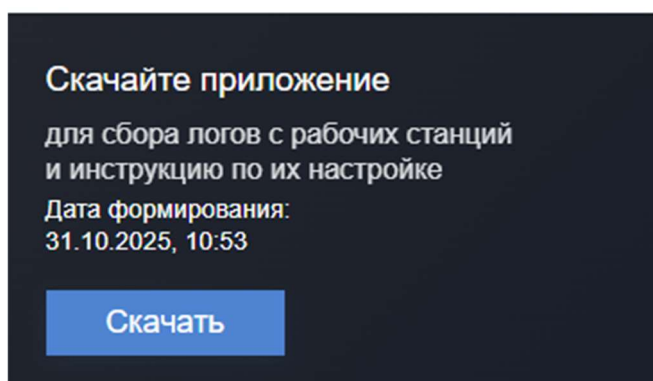 Скачайте приложение
для сбора логов с рабочих станций
и инструкцию по их настройке
Дата формирования:
31.10.2025, 10:53
Скачать